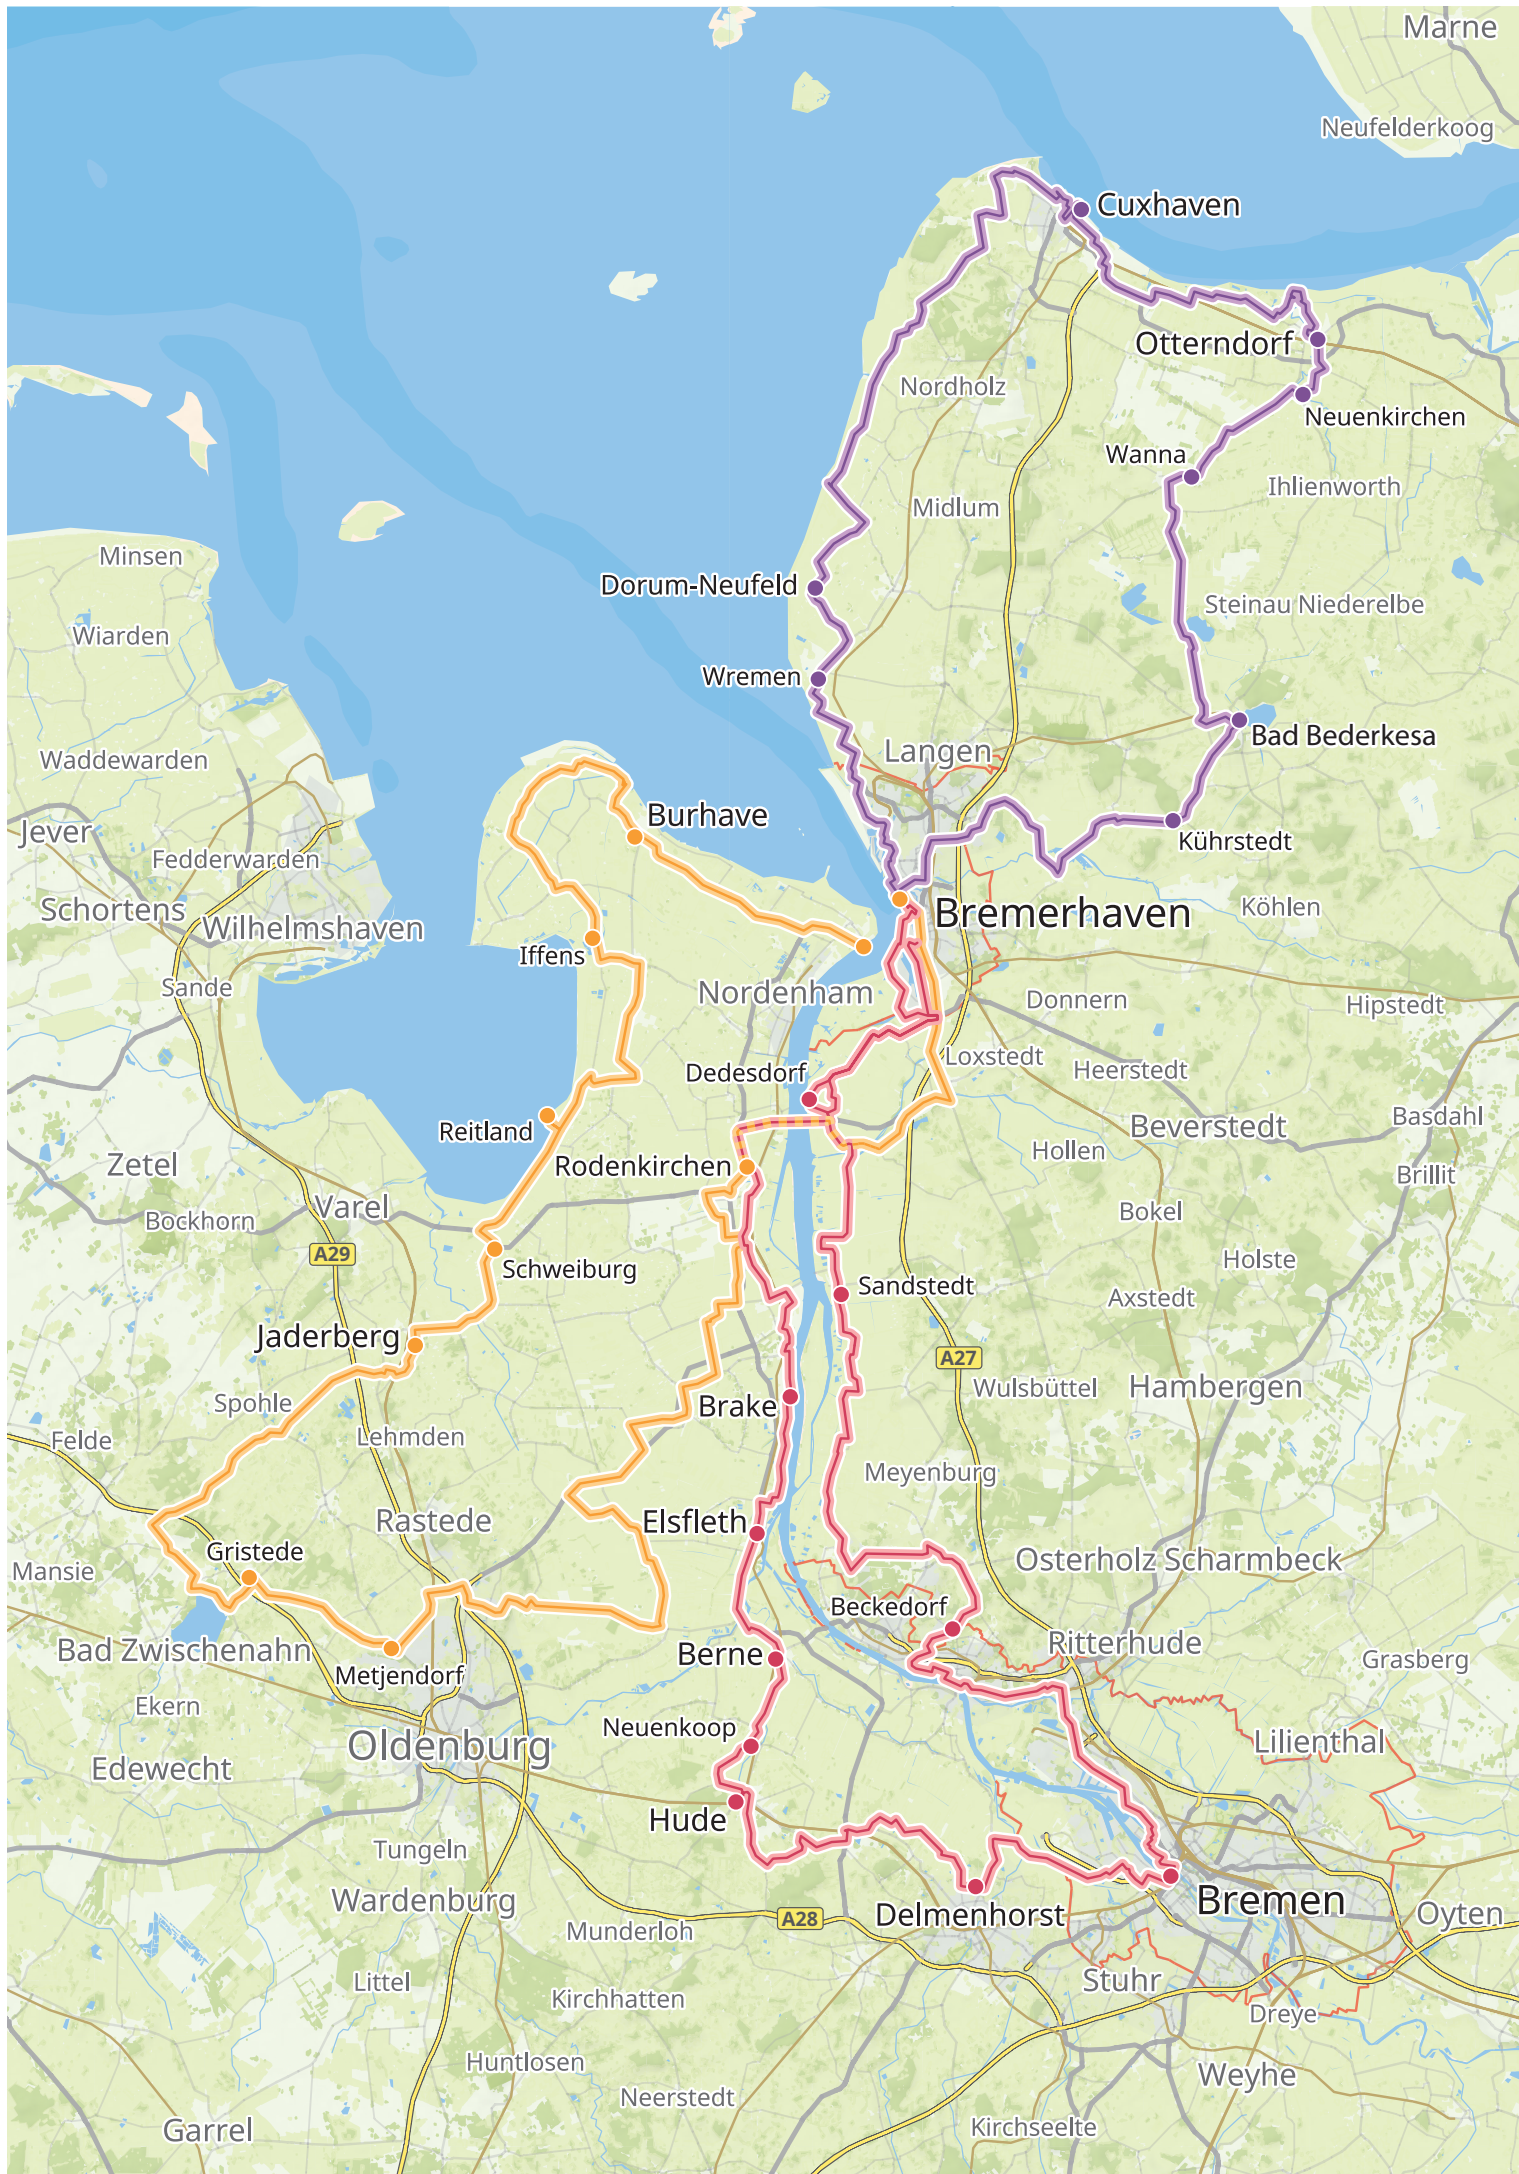 Marne
Neufelderkoog
Cuxhaven
Otterndorf
Nordholz
Neuenkirchen
Wanna
Ihlienworth
Midlum
Minsen
Dorum-Neufeld
Steinau Niederelbe
Wiarden
Wremen
Bad Bederkesa
Langen
Waddewarden
Burhave
Jever
Kührstedt
Fedderwarden
Schortens
Köhlen
Bremerhaven
Wilhelmshaven
Iffens
Sande
Nordenham
Donnern
Hipstedt
Loxstedt
Dedesdorf
Heerstedt
Basdahl
Reitland
Beverstedt
Hollen
Zetel
Rodenkirchen
Brillit
Varel
Bockhorn
Bokel
A29
Schweiburg
Holste
Sandstedt
Axstedt
Jaderberg
A27
Wulsbüttel
Hambergen
Spohle
Brake
Felde
Lehmden
Meyenburg
Rastede
Elsfleth
Gristede
Osterholz Scharmbeck
Mansie
Beckedorf
Ritterhude
Bad Zwischenahn
Berne
Grasberg
Metjendorf
Ekern
Neuenkoop
Oldenburg
Lilienthal
Edewecht
Hude
Tungeln
Wardenburg
Bremen
Delmenhorst
Oyten
A28
Munderloh
Stuhr
Littel
Kirchhatten
Dreye
Huntlosen
Weyhe
Neerstedt
Garrel
Kirchseelte